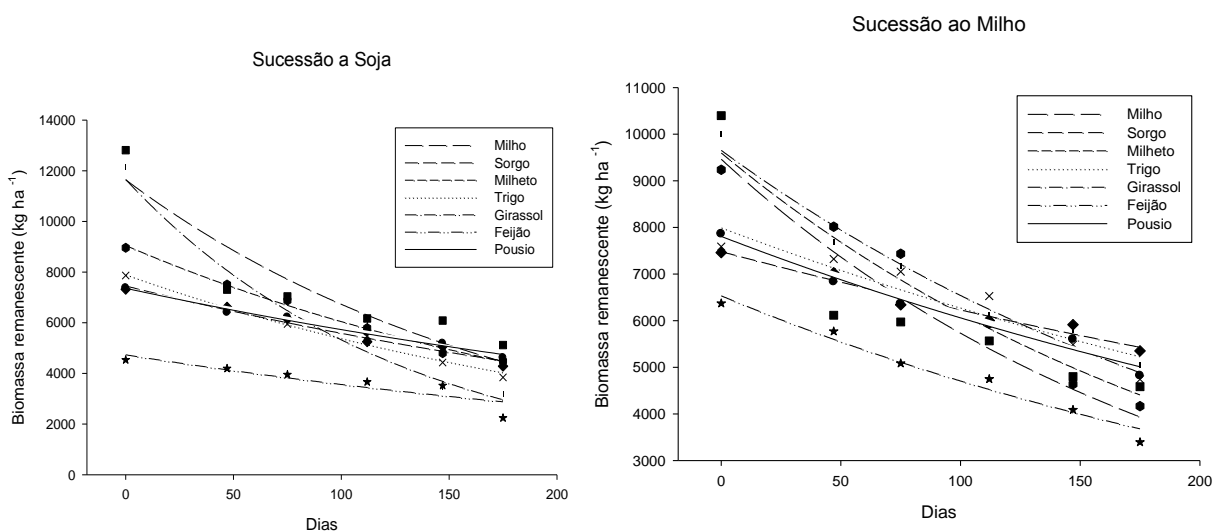 Sucessão a Soja
Biomassa remanescente (kg ha ⁻¹)
14000
12000
10000
8000
6000
4000
2000
0
0 50 100 150 200
Dias
Milho
Sorgo
Milheto
Trigo
Girassol
Feijão
Pousio
Sucessão ao Milho
Biomassa remanescente (kg ha ⁻¹)
11000
10000
9000
8000
7000
6000
5000
4000
3000
0 50 100 150 200
Dias
Milho
Sorgo
Milheto
Trigo
Girassol
Feijão
Pousio